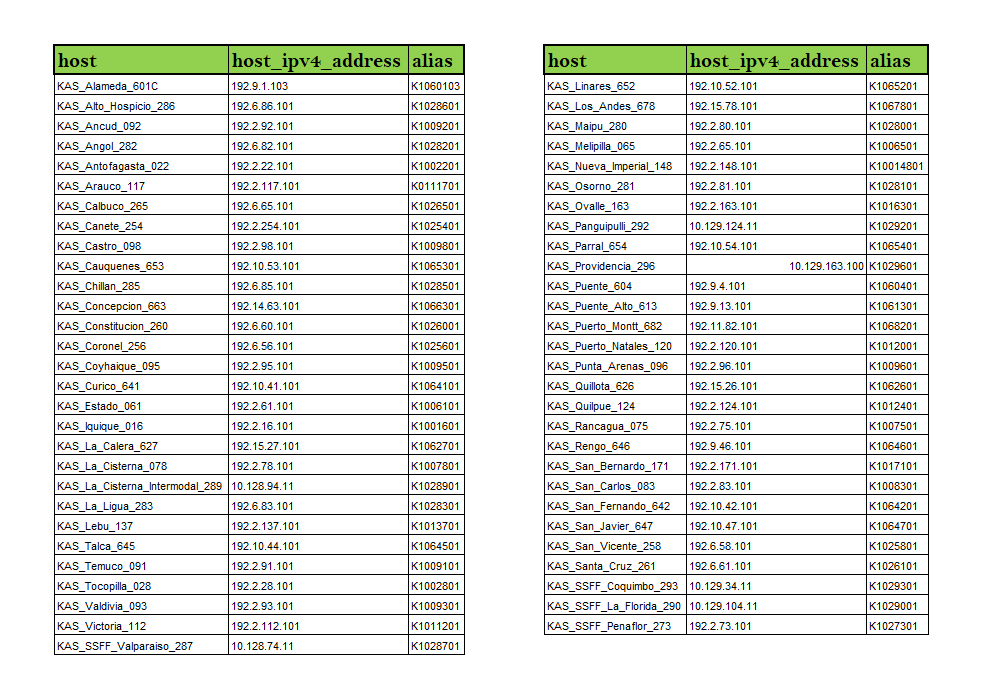 host host_ipv4_address alias
KAS_Alameda_601C 192.9.1.103 K1060103
KAS_Alto_Hospicio_286 192.6.86.101 K1028601
KAS_Ancud_092 192.2.92.101 K1009201
KAS_Angol_282 192.6.82.101 K1028201
KAS_Antofagasta_022 192.2.22.101 K1002201
KAS_Arauco_117 192.2.117.101 K0111701
KAS_Calbuco_265 192.6.65.101 K1026501
KAS_Canete_254 192.2.254.101 K1025401
KAS_Castro_098 192.2.98.101 K1009801
KAS_Cauquenes_653 192.10.53.101 K1065301
KAS_Chillan_285 192.6.85.101 K1028501
KAS_Concepcion_663 192.14.63.101 K1066301
KAS_Constitucion_260 192.6.60.101 K1026001
KAS_Coronel_256 192.6.56.101 K1025601
KAS_Coyhaique_095 192.2.95.101 K1009501
KAS_Curico_641 192.10.41.101 K1064101
KAS_Estado_061 192.2.61.101 K1006101
KAS_Iquique_016 192.2.16.101 K1001601
KAS_La_Calera_627 192.15.27.101 K1062701
KAS_La_Cisterna_078 192.2.78.101 K1007801
KAS_La_Cisterna_Intermodal_289 10.128.94.11 K1028901
KAS_La_Ligua_283 192.6.83.101 K1028301
KAS_Lebu_137 192.2.137.101 K1013701
KAS_Talca_645 192.10.44.101 K1064501
KAS_Temuco_091 192.2.91.101 K1009101
KAS_Tocopilla_028 192.2.28.101 K1002801
KAS_Valdivia_093 192.2.93.101 K1009301
KAS_Victoria_112 192.2.112.101 K1011201
KAS_SSFF_Valparaiso_287 10.128.74.11 K1028701
host host_ipv4_address alias
KAS_Linares_652 192.10.52.101 K1065201
KAS_Los_Andes_678 192.15.78.101 K1067801
KAS_Maipu_280 192.2.80.101 K1028001
KAS_Melipilla_065 192.2.65.101 K1006501
KAS_Nueva_Imperial_148 192.2.148.101 K10014801
KAS_Osorno_281 192.2.81.101 K1028101
KAS_Ovalle_163 192.2.163.101 K1016301
KAS_Panguipulli_292 10.129.124.11 K1029201
KAS_Parral_654 192.10.54.101 K1065401
KAS_Providencia_296 10.129.163.100 K1029601
KAS_Puente_604 192.9.4.101 K1060401
KAS_Puente_Alto_613 192.9.13.101 K1061301
KAS_Puerto_Montt_682 192.11.82.101 K1068201
KAS_Puerto_Natales_120 192.2.120.101 K1012001
KAS_Punta_Arenas_096 192.2.96.101 K1009601
KAS_Quillota_626 192.15.26.101 K1062601
KAS_Quilpue_124 192.2.124.101 K1012401
KAS_Rancagua_075 192.2.75.101 K1007501
KAS_Rengo_646 192.9.46.101 K1064601
KAS_San_Bernardo_171 192.2.171.101 K1017101
KAS_San_Carlos_083 192.2.83.101 K1008301
KAS_San_Fernando_642 192.10.42.101 K1064201
KAS_San_Javier_647 192.10.47.101 K1064701
KAS_San_Vicente_258 192.6.58.101 K1025801
KAS_Santa_Cruz_261 192.6.61.101 K1026101
KAS_SSFF_Coquimbo_293 10.129.34.11 K1029301
KAS_SSFF_La_Florida_290 10.129.104.11 K1029001
KAS_SSFF_Penaflor_273 192.2.73.101 K1027301